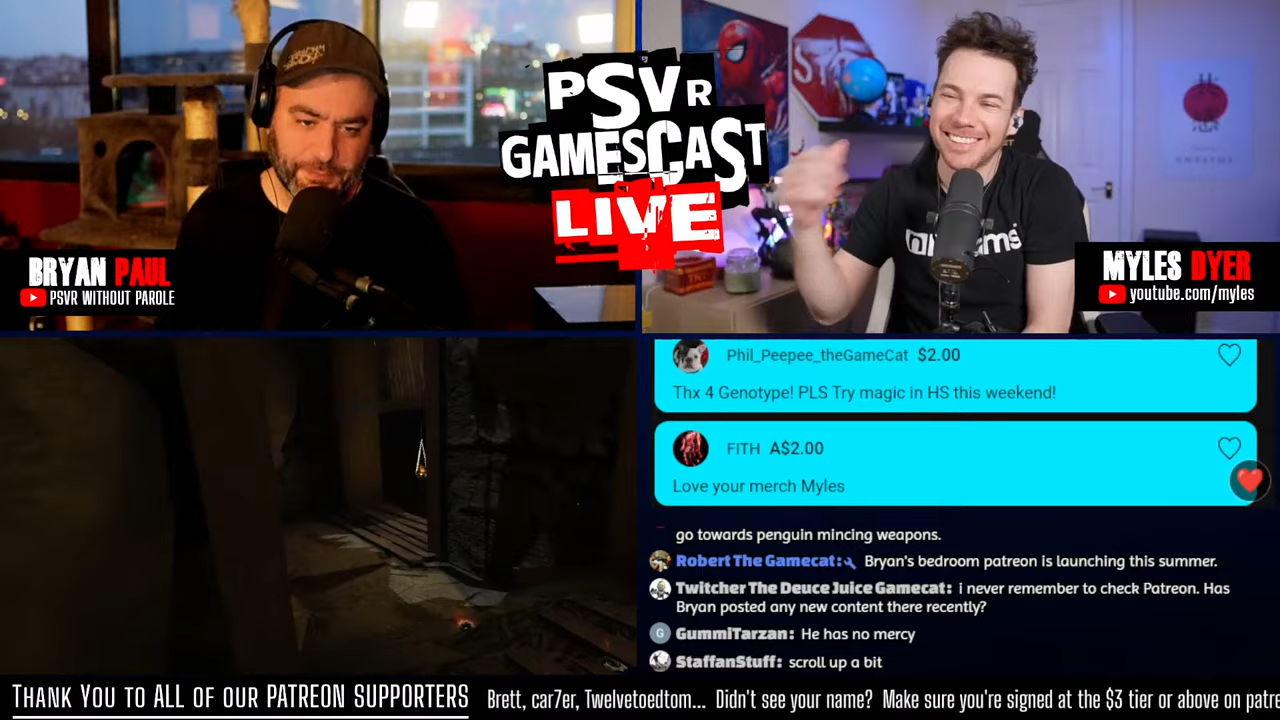 PSVR
GAMESCAST
LIVE
BRYAN PAUL
PSVR WITHOUT PAROLE
MYLES DYER
youtube.com/myles
Phil_Peepee_theGameCat $2.00
Thx 4 Genotype! PLS Try magic in HS this weekend!
FITH A$2.00
Love your merch Myles
go towards penguin mincing weapons.
Robert The Gamecat: Bryan's bedroom patreon is launching this summer.
Twitcher The Deuce Juice Gamecat: i never remember to check Patreon. Has
Bryan posted any new content there recently?
G GummiTarzan: He has no mercy
StaffanStuff: scroll up a bit
THANK YOU TO ALL OF OUR PATREON SUPPORTERS
Brett, car7er, Twelvetoedtom... Didn't see your name? Make sure you're signed at the $3 tier or above on patre